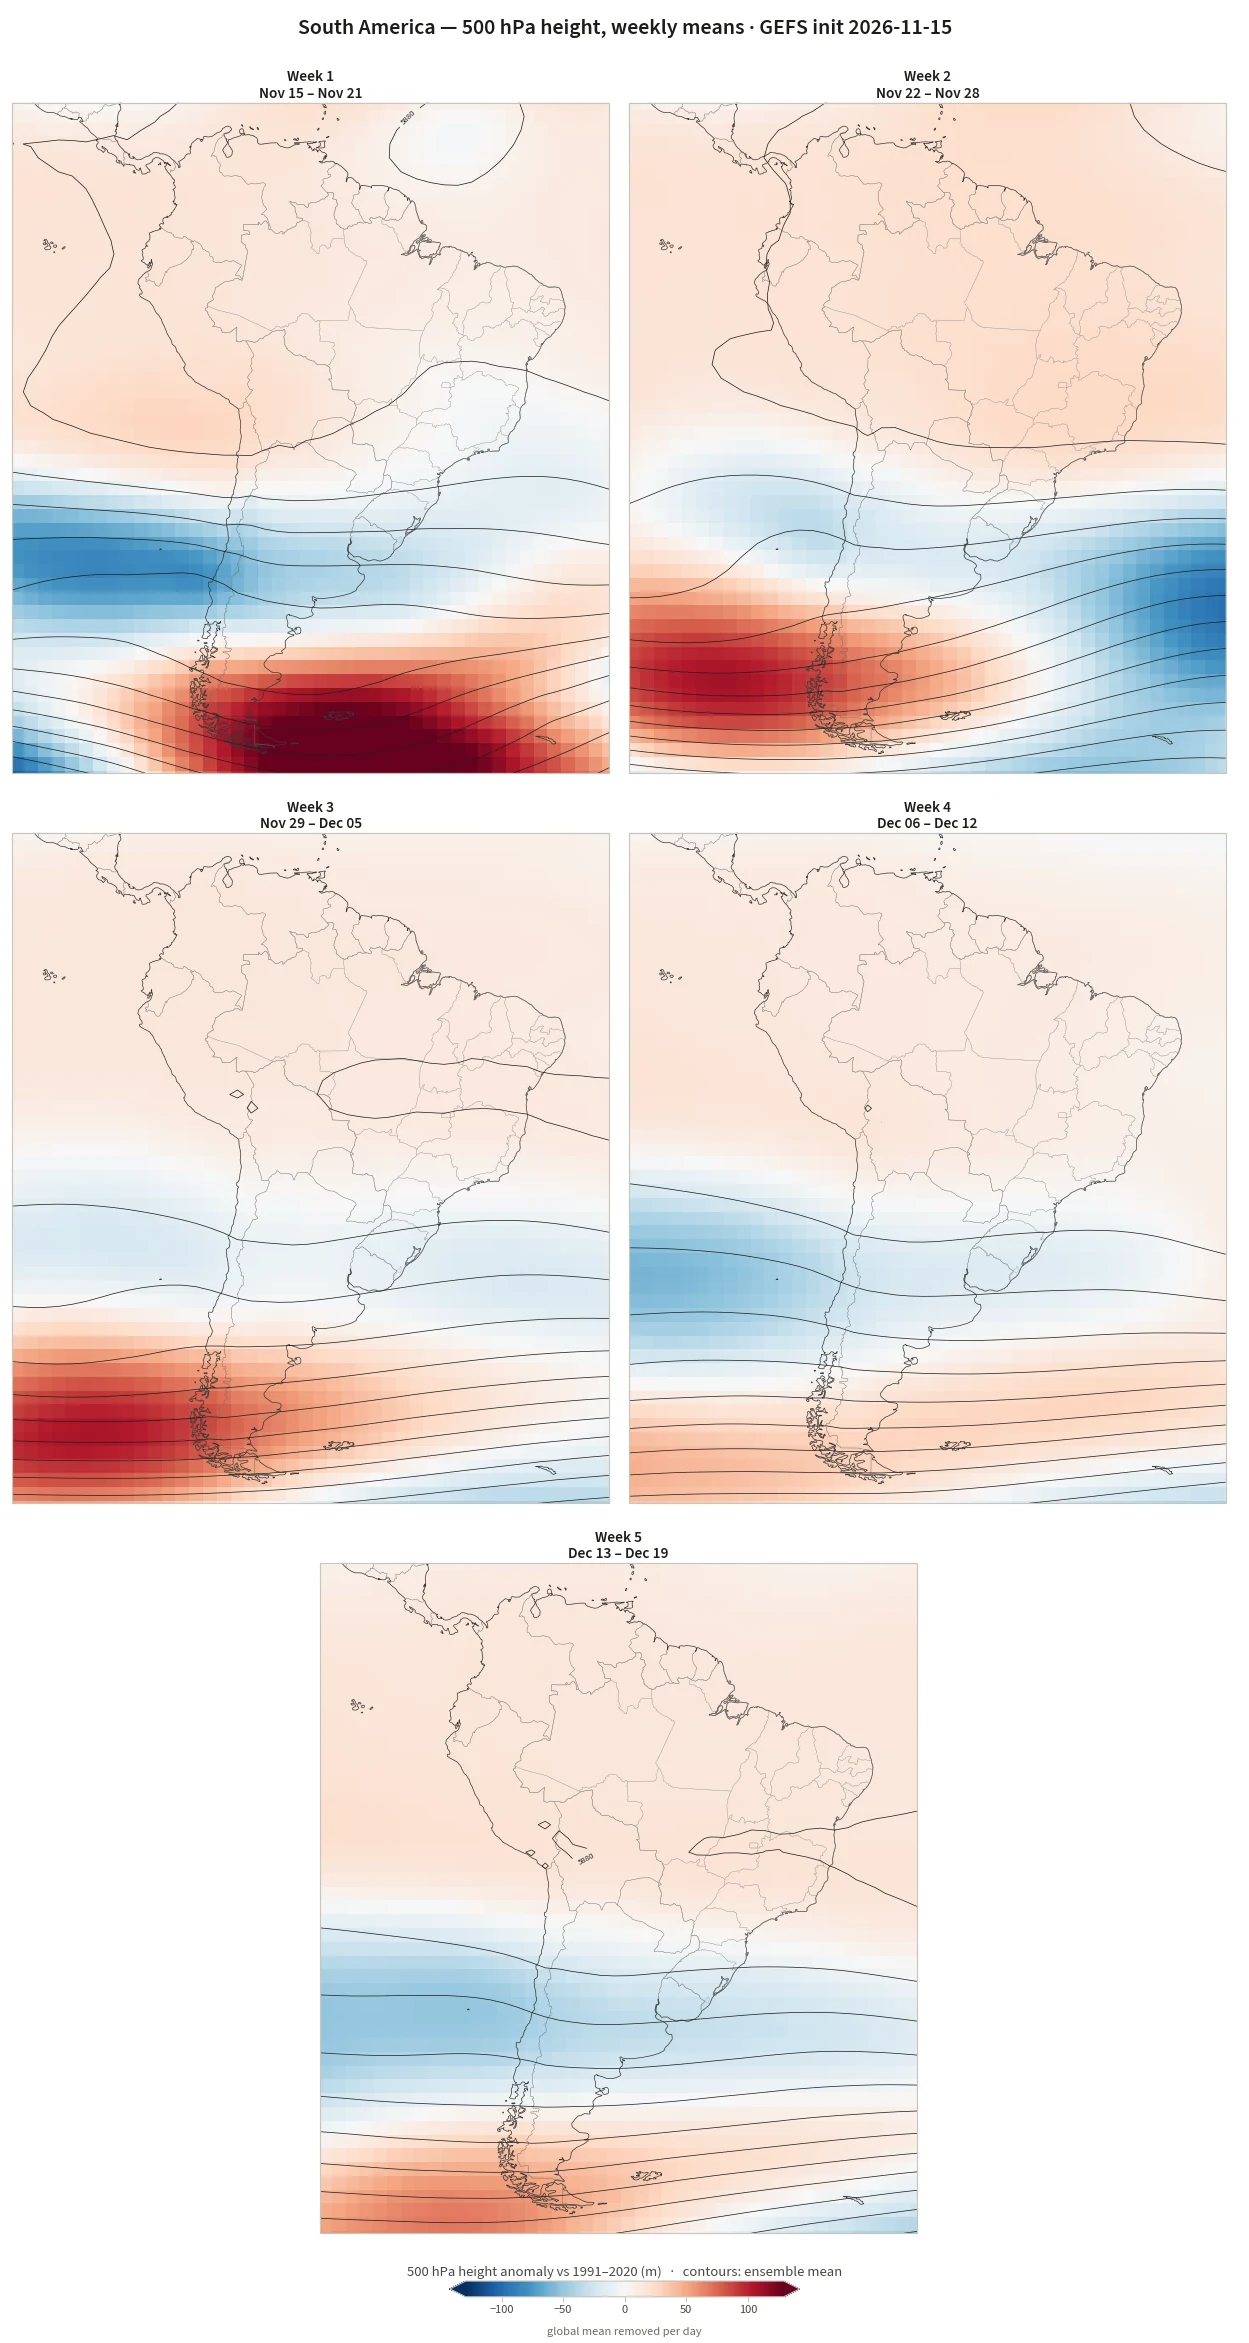 South America — 500 hPa height, weekly means · GEFS init 2026-11-15
Week 1
Nov 15 – Nov 21
Week 2
Nov 22 – Nov 28
5880
Week 3
Nov 29 – Dec 05
Week 4
Dec 06 – Dec 12
Week 5
Dec 13 – Dec 19
5880
500 hPa height anomaly vs 1991–2020 (m) · contours: ensemble mean
−100 −50 0 50 100
global mean removed per day